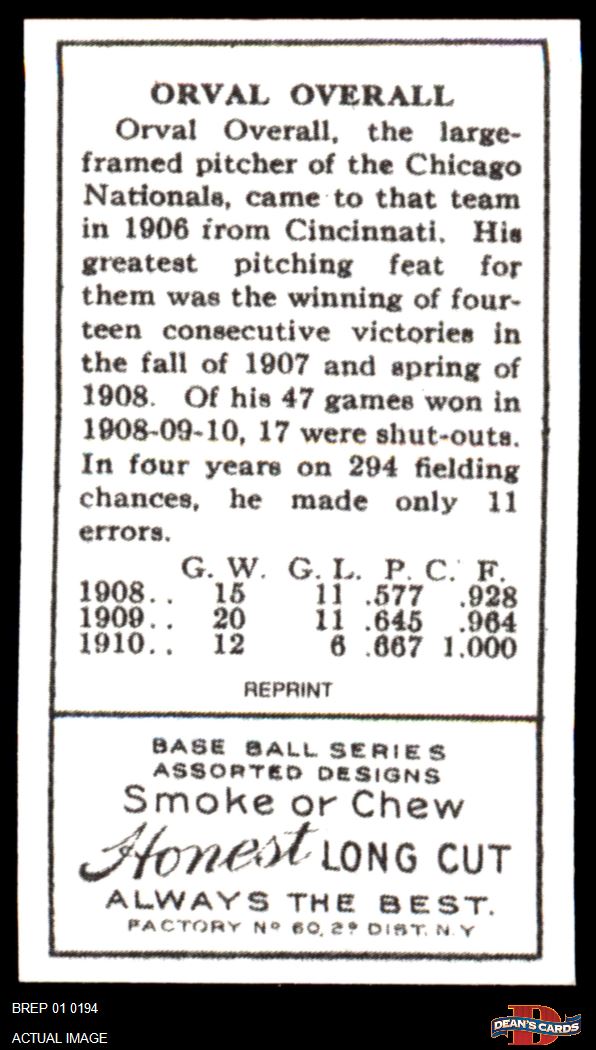 ORVAL OVERALL
Orval Overall, the large-
framed pitcher of the Chicago
Nationals, came to that team
in 1906 from Cincinnati. His
greatest pitching feat for
them was the winning of four-
teen consecutive victories in
the fall of 1907 and spring of
1908. Of his 47 games won in
1908-09-10, 17 were shut-outs.
In four years on 294 fielding
chances, he made only 11
errors.
G. W. G. L. P. C. F.
1908.. 15 11 .577 .928
1909.. 20 11 .645 .964
1910.. 12 6 .667 1.000
REPRINT
BASE BALL SERIES
ASSORTED DESIGNS
Smoke or Chew
Honest LONG CUT
ALWAYS THE BEST.
FACTORY Nº 60, 2ᴰ DIST. N.Y
BREP 01 0194
ACTUAL IMAGE
D
DEAN'S CARDS